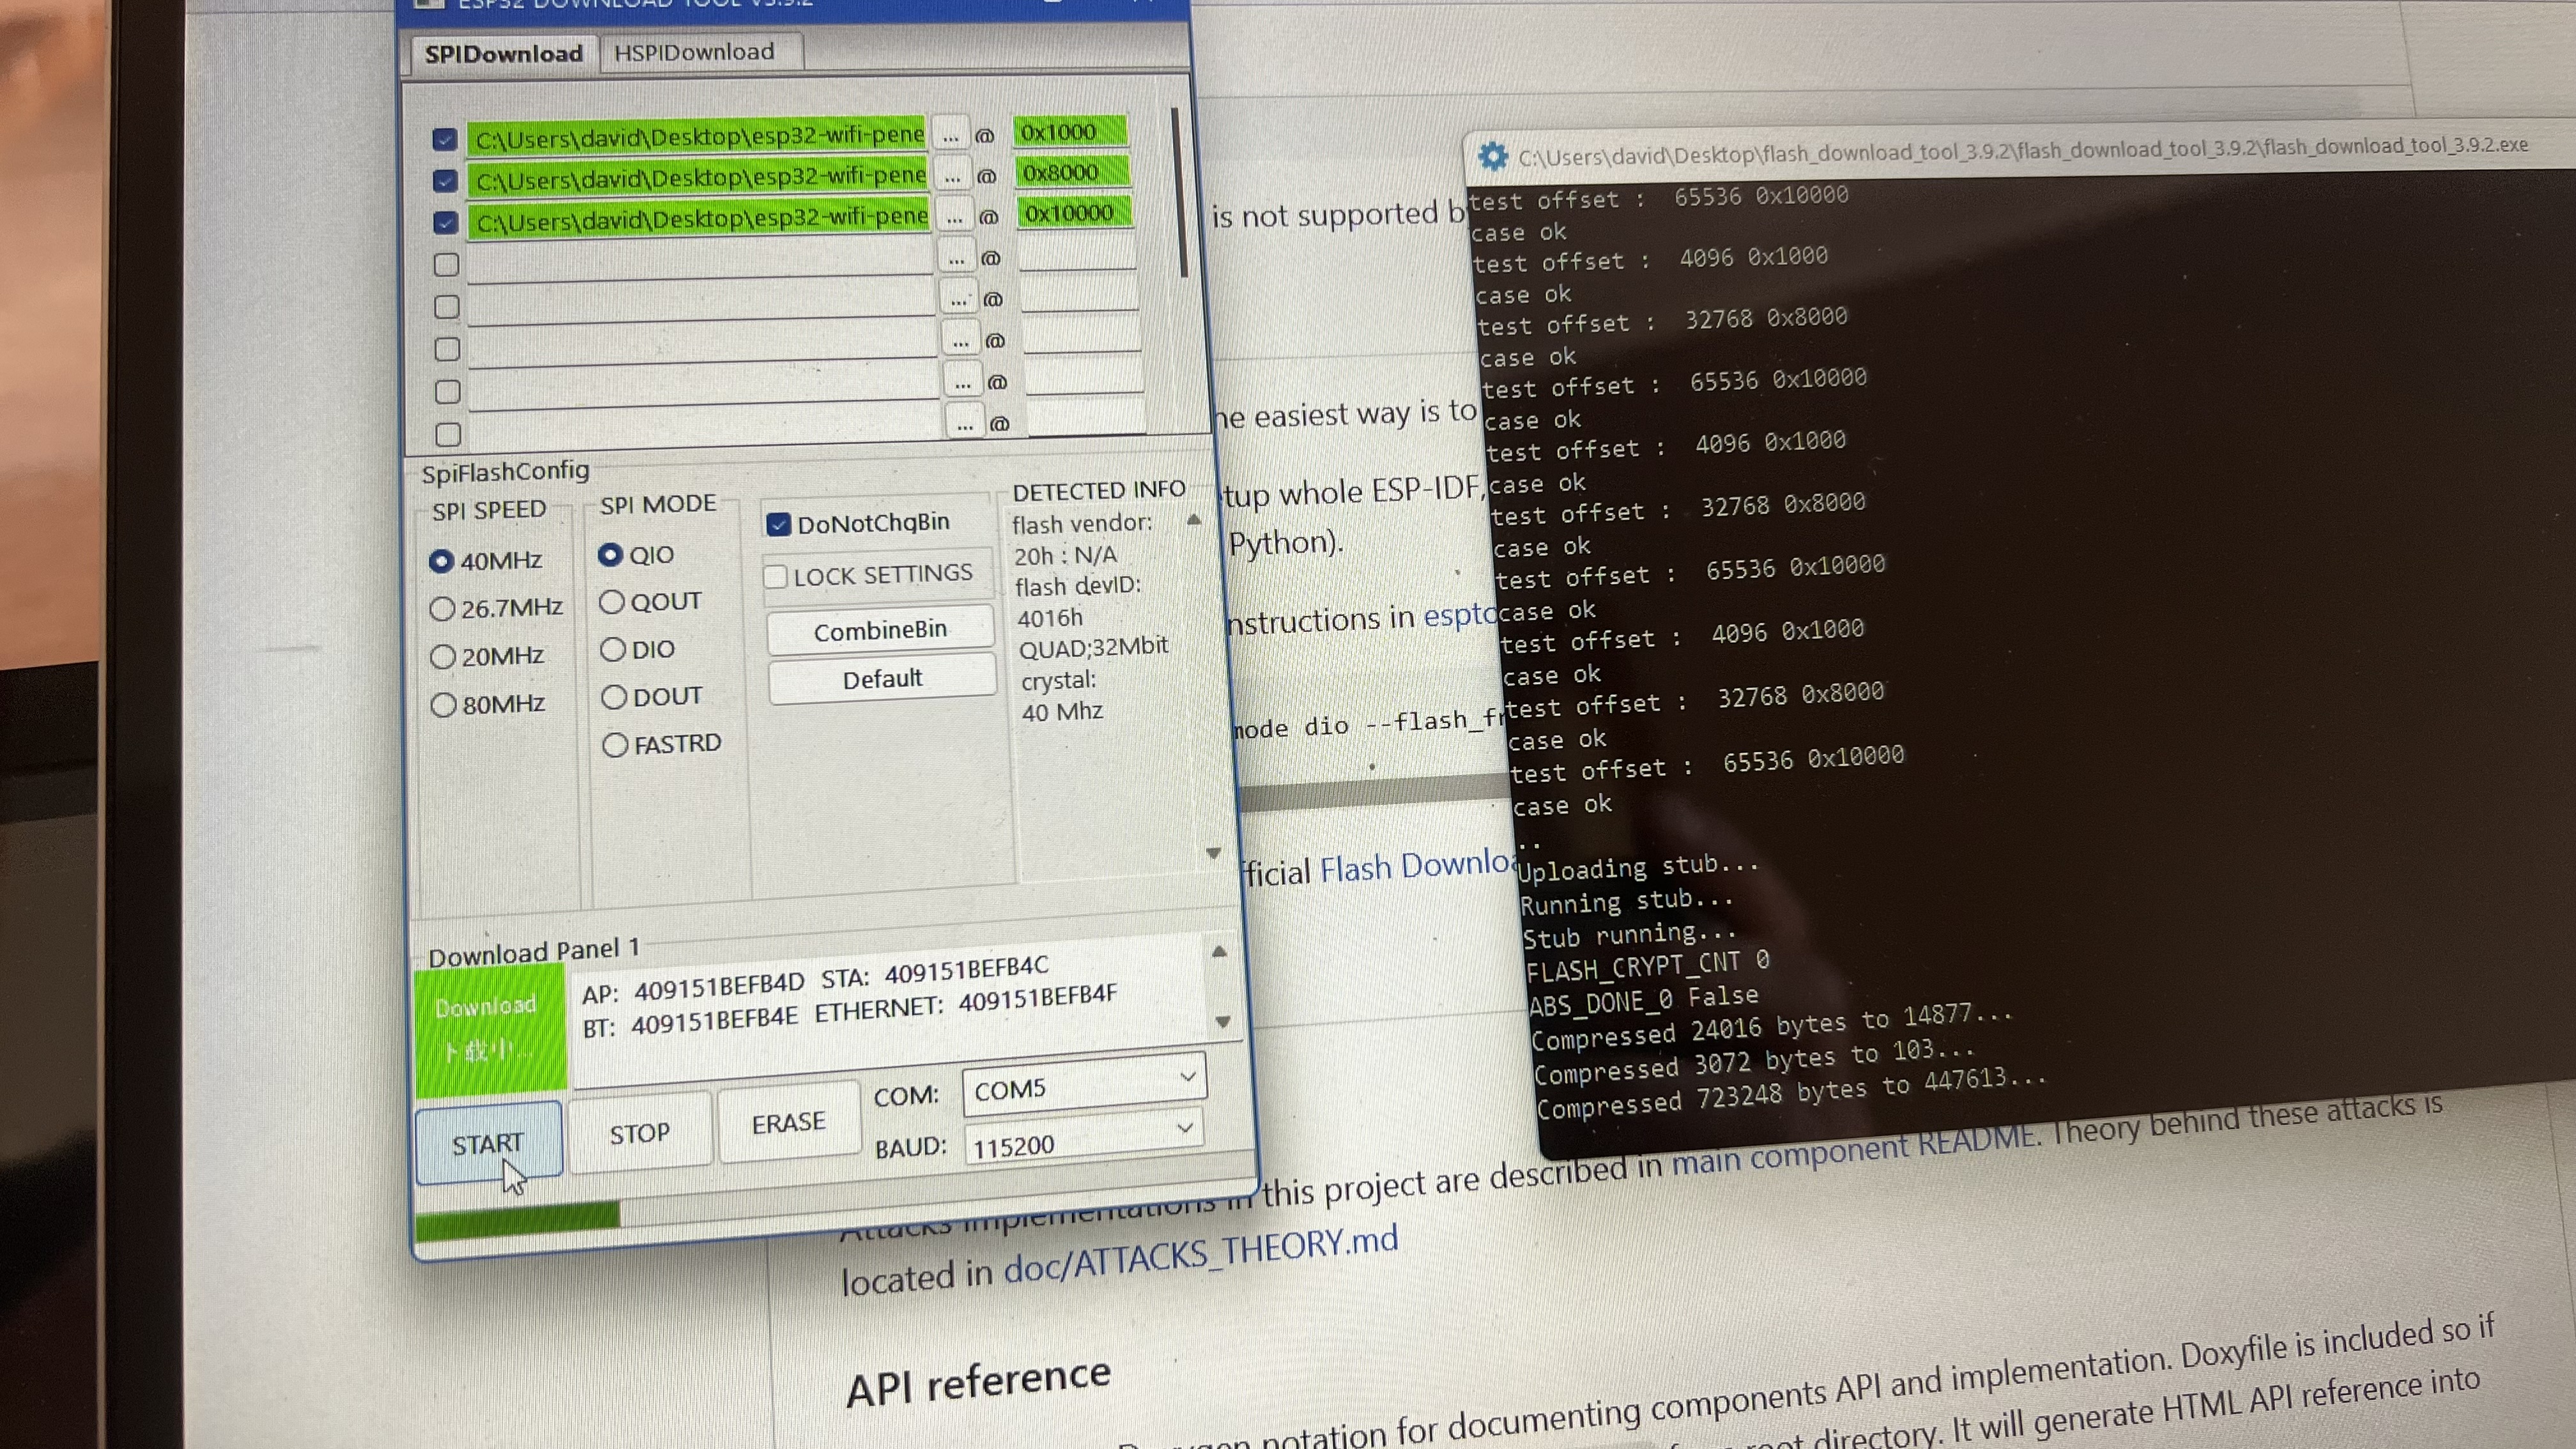 ESP32 DOWNLOAD TOOL V3.9.2
SPIDownload HSPIDownload
C:\Users\david\Desktop\esp32-wifi-pene ... @ 0x1000
C:\Users\david\Desktop\esp32-wifi-pene ... @ 0x8000
C:\Users\david\Desktop\esp32-wifi-pene ... @ 0x10000
... @
... @
... @
... @
... @
SpiFlashConfig
SPI SPEED
40MHz
26.7MHz
20MHz
80MHz
SPI MODE
QIO
QOUT
DIO
DOUT
FASTRD
DoNotChgBin
LOCK SETTINGS
CombineBin
Default
DETECTED INFO
flash vendor:
20h : N/A
flash devID:
4016h
QUAD;32Mbit
crystal:
40 Mhz
Download Panel 1
Download
下载中...
AP: 409151BEFB4D STA: 409151BEFB4C
BT: 409151BEFB4E ETHERNET: 409151BEFB4F
START STOP ERASE
COM: COM5
BAUD: 115200
C:\Users\david\Desktop\flash_download_tool_3.9.2\flash_download_tool_3.9.2\flash_download_tool_3.9.2.exe
test offset : 65536 0x10000
case ok
test offset : 4096 0x1000
case ok
test offset : 32768 0x8000
case ok
test offset : 65536 0x10000
case ok
test offset : 4096 0x1000
case ok
test offset : 32768 0x8000
case ok
test offset : 65536 0x10000
case ok
test offset : 4096 0x1000
case ok
test offset : 32768 0x8000
case ok
test offset : 65536 0x10000
case ok
..
Uploading stub...
Running stub...
Stub running...
FLASH_CRYPT_CNT 0
ABS_DONE_0 False
Compressed 24016 bytes to 14877...
Compressed 3072 bytes to 103...
Compressed 723248 bytes to 447613...
is not supported b
he easiest way is to
tup whole ESP-IDF,
Python).
nstructions in espto
mode dio --flash_fr
fficial Flash Downloa
Attacks implementations in this project are described in main component README. Theory behind these attacks is
located in doc/ATTACKS_THEORY.md
API reference
notation for documenting components API and implementation. Doxyfile is included so if
root directory. It will generate HTML API reference into